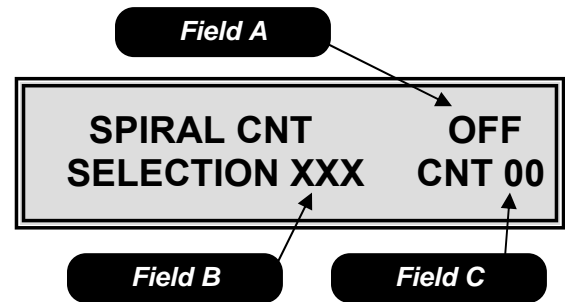 Field A
SPIRAL CNT OFF
SELECTION XXX CNT 00
Field B Field C